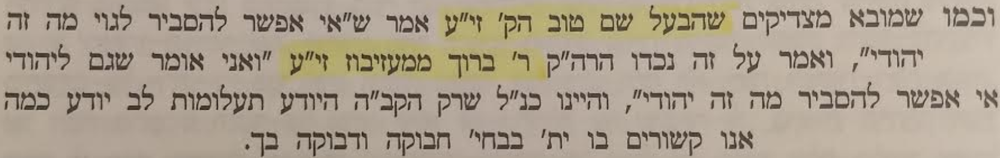 וכמו שמובא מצדיקים שהבעל שם טוב הק' זי"ע אמר ש"אי אפשר להסביר לגוי מה זה
יהודי", ואמר על זה נכדו הרה"ק ר' ברוך ממעזיבוז זי"ע "ואני אומר שגם ליהודי
אי אפשר להסביר מה זה יהודי", והיינו כנ"ל שרק הקב"ה היודע תעלומות לב יודע כמה
אנו קשורים בו ית' בבחי' חבוקה ודבוקה בך.